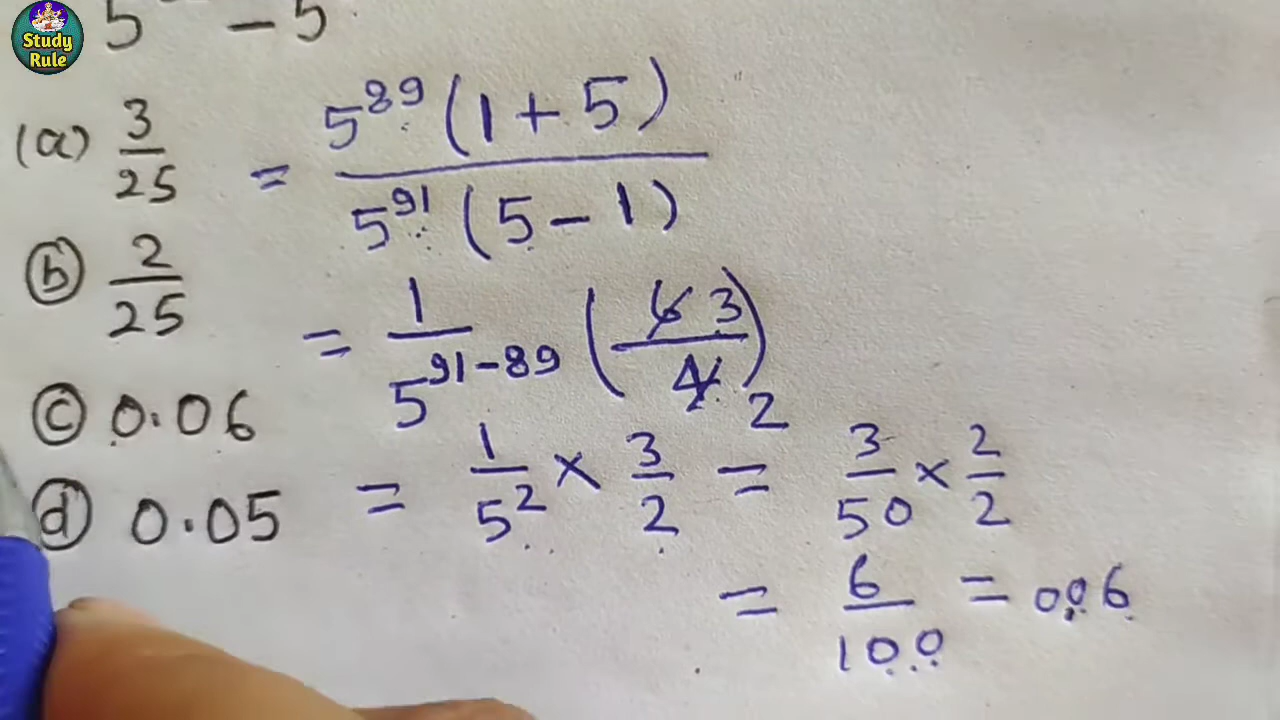 Study
Rule
5 - 5
(a) 3/25 = 5^89 (1 + 5) / 5^91 (5 - 1)
(b) 2/25
= 1/5^91-89 (6 3 / 4 2)
(c) 0.06
= 1/5^2 × 3/2 = 3/50 × 2/2
(d) 0.05
= 6/100 = 0.06